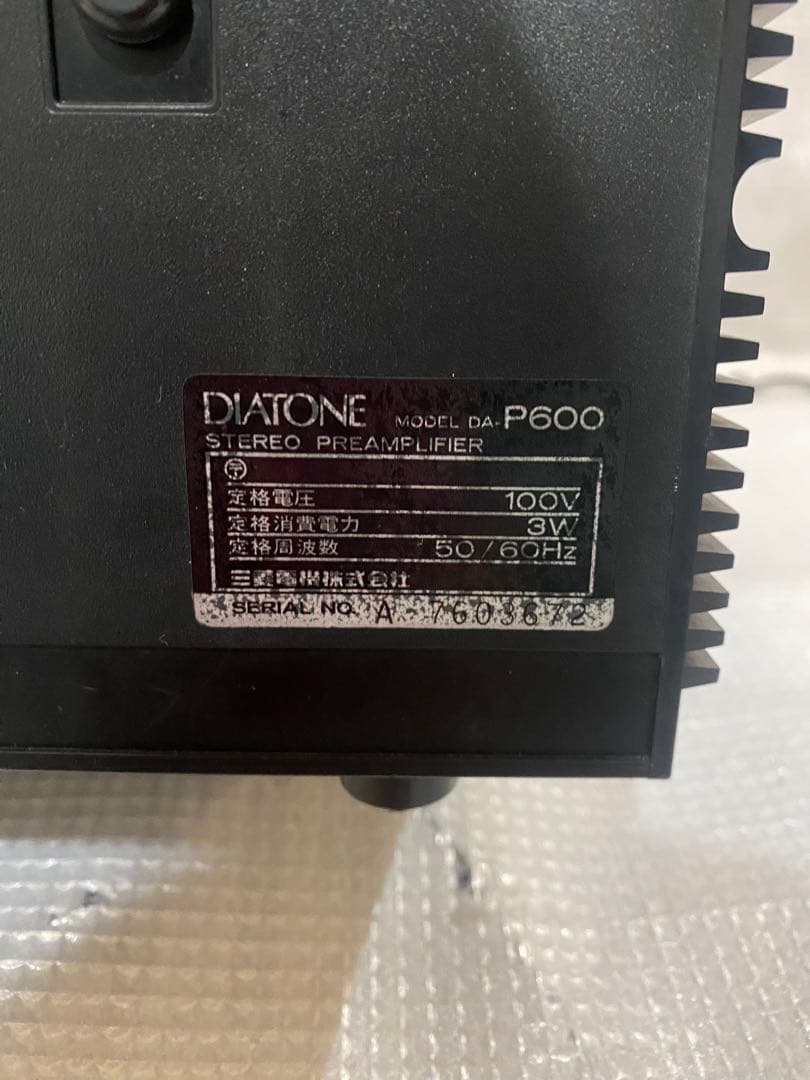 DIATONE MODEL DA-P600
STEREO PREAMPLIFIER
〒
定格電圧 100V
定格消費電力 3W
定格周波数 50/60Hz
三菱電機株式会社
SERIAL NO. A 7603672